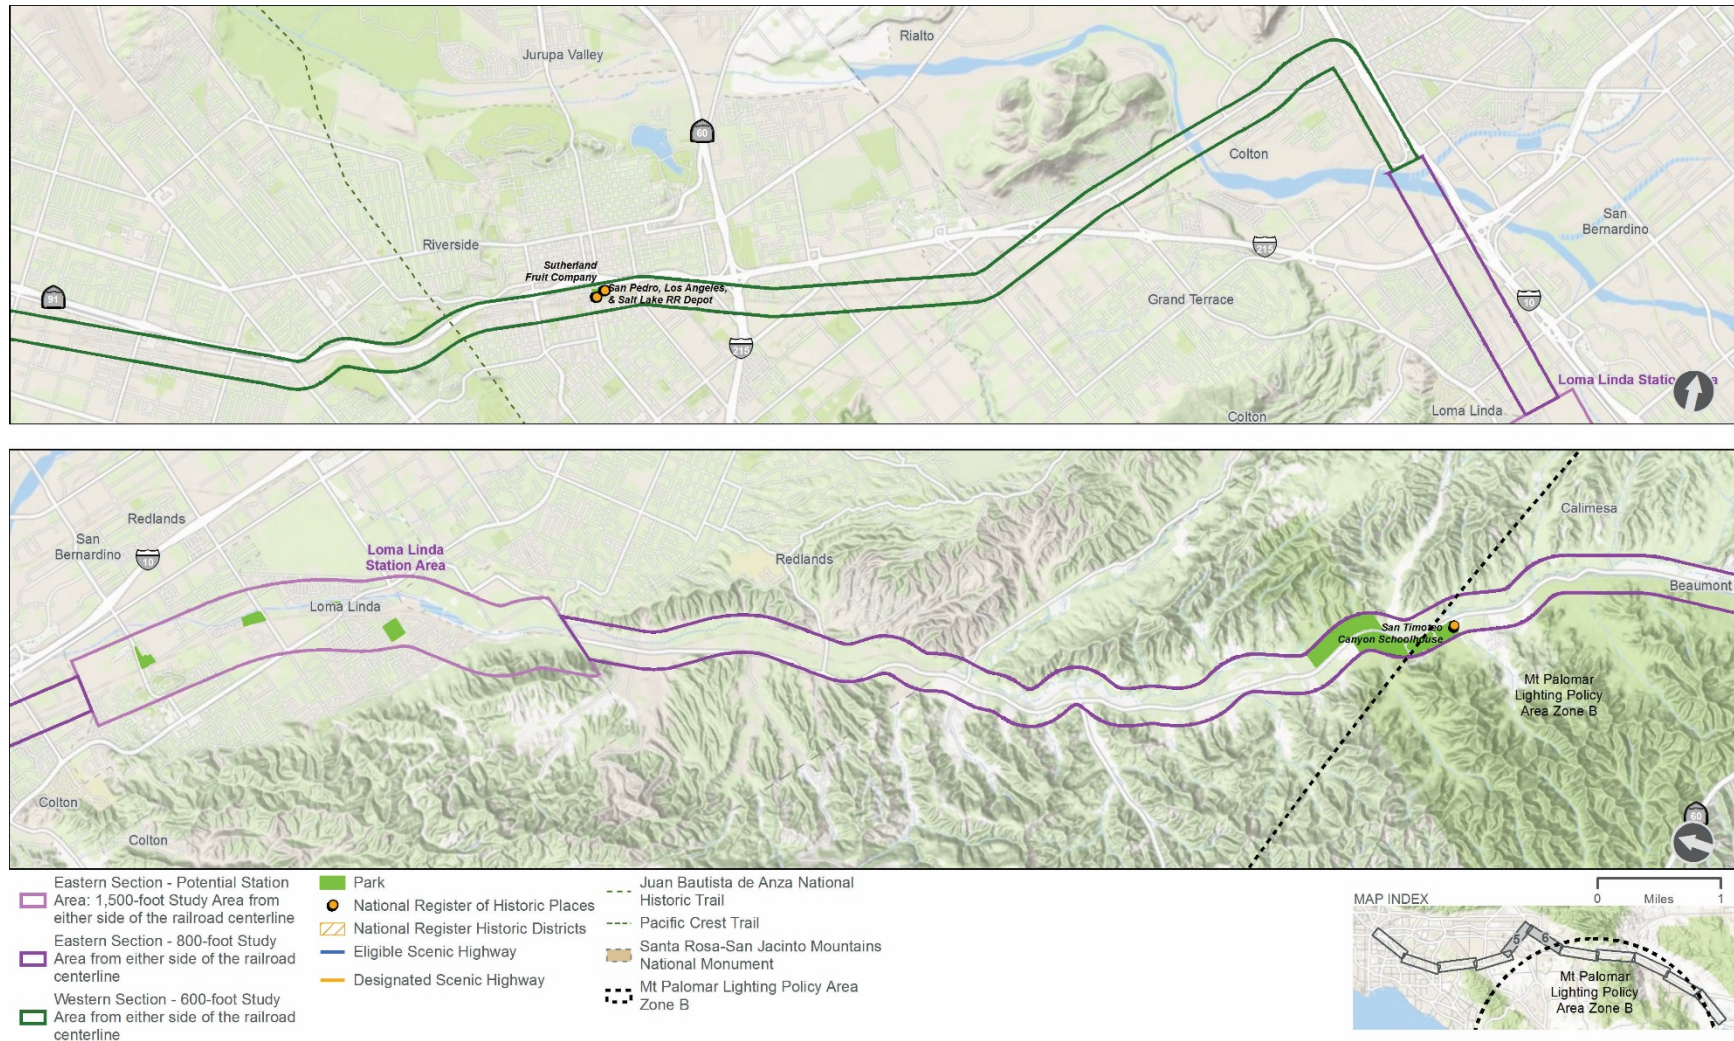 Rialto
Jurupa Valley
60
Colton
Riverside
Sutherland
Fruit Company
San Pedro, Los Angeles,
& Salt Lake RR Depot
San
Bernardino
215
91
Grand Terrace
10
215
Loma Linda
Colton
Redlands
San
Bernardino
10
Loma Linda
Station Area
Loma Linda
Redlands
Calimesa
Beaumont
San Timoteo
Canyon Schoolhouse
Mt Palomar
Lighting Policy
Area Zone B
60
Colton
Colton
Eastern Section - Potential Station
Area: 1,500-foot Study Area from
either side of the railroad centerline
Eastern Section - 800-foot Study
Area from either side of the railroad
centerline
Western Section - 600-foot Study
Area from either side of the railroad
centerline
Park
National Register of Historic Places
National Register Historic Districts
Eligible Scenic Highway
Designated Scenic Highway
Juan Bautista de Anza National
Historic Trail
Pacific Crest Trail
Santa Rosa-San Jacinto Mountains
National Monument
Mt Palomar Lighting Policy Area
Zone B
0 Miles 1
MAP INDEX
5
6
Mt Palomar
Lighting Policy
Area Zone B